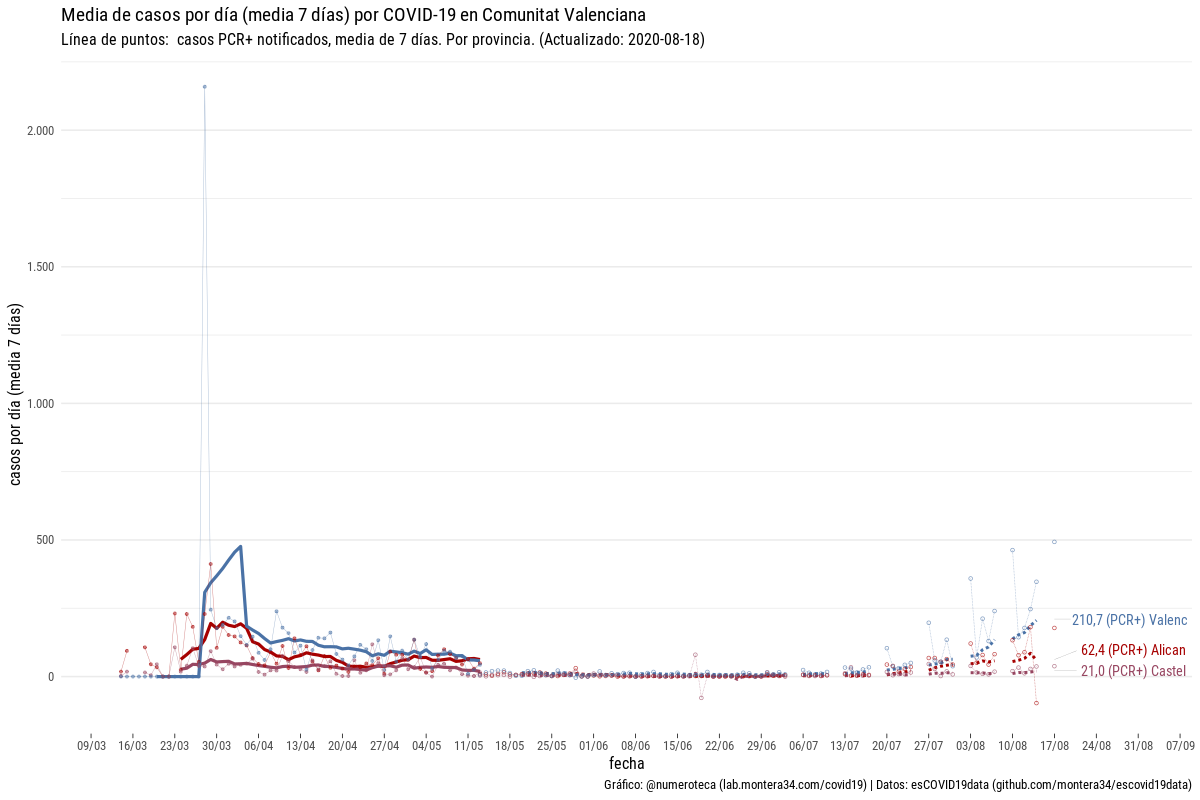 Media de casos por día (media 7 días) por COVID-19 en Comunitat Valenciana
Línea de puntos:  casos PCR+ notificados, media de 7 días. Por provincia. (Actualizado: 2020-08-18)
casos por día (media 7 días)
2.000
1.500
1.000
500
0
210,7 (PCR+) Valenc
62,4 (PCR+) Alican
21,0 (PCR+) Castel
09/03 16/03 23/03 30/03 06/04 13/04 20/04 27/04 04/05 11/05 18/05 25/05 01/06 08/06 15/06 22/06 29/06 06/07 13/07 20/07 27/07 03/08 10/08 17/08 24/08 31/08 07/09
fecha
Gráfico: @numeroteca (lab.montera34.com/covid19) | Datos: esCOVID19data (github.com/montera34/escovid19data)